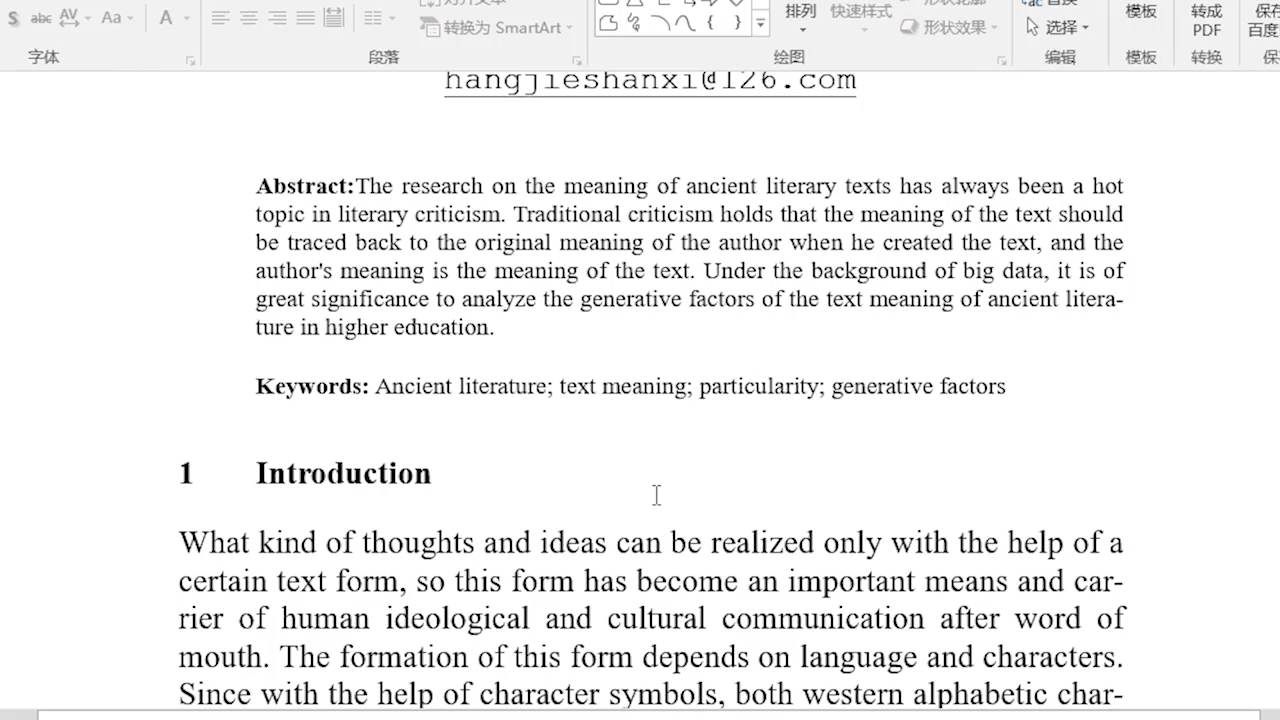 abc AV Aa A
转换为 SmartArt
排列 快速样式
形状效果
选择
模板
转成
PDF
字体 段落 绘图 编辑 模板 转换
hangjieshanxi@126.com
Abstract:The research on the meaning of ancient literary texts has always been a hot
topic in literary criticism. Traditional criticism holds that the meaning of the text should
be traced back to the original meaning of the author when he created the text, and the
author's meaning is the meaning of the text. Under the background of big data, it is of
great significance to analyze the generative factors of the text meaning of ancient litera-
ture in higher education.
Keywords: Ancient literature; text meaning; particularity; generative factors
1 Introduction
What kind of thoughts and ideas can be realized only with the help of a
certain text form, so this form has become an important means and car-
rier of human ideological and cultural communication after word of
mouth. The formation of this form depends on language and characters.
Since with the help of character symbols, both western alphabetic char-